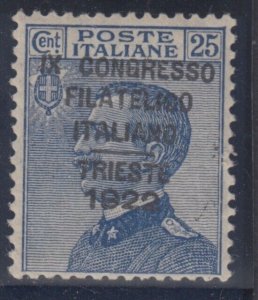 POSTE
Cent. ITALIANE 25
IX CONGRESSO
FILATELICO
ITALIANO
TRIESTE
1922